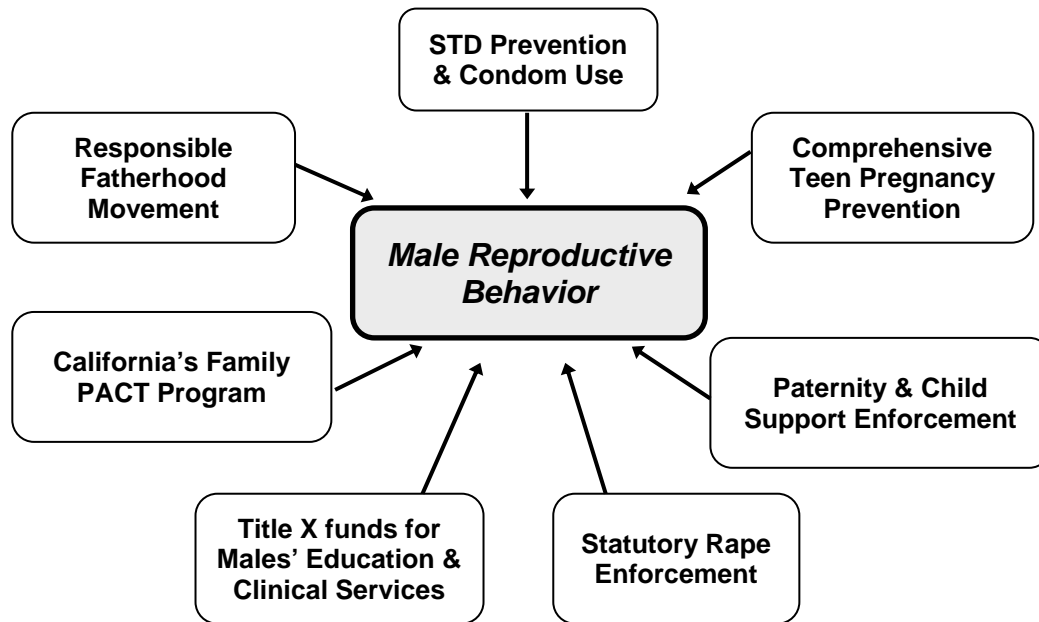 STD Prevention
& Condom Use
Responsible
Fatherhood
Movement
Comprehensive
Teen Pregnancy
Prevention
Male Reproductive
Behavior
California’s Family
PACT Program
Paternity & Child
Support Enforcement
Title X funds for
Males’ Education &
Clinical Services
Statutory Rape
Enforcement